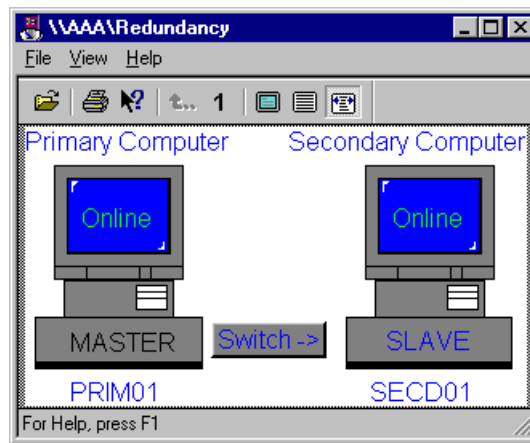 \\AAA\Redundancy
File View Help
1
Primary Computer Secondary Computer
Online Online
MASTER Switch -> SLAVE
PRIM01 SECD01
For Help, press F1